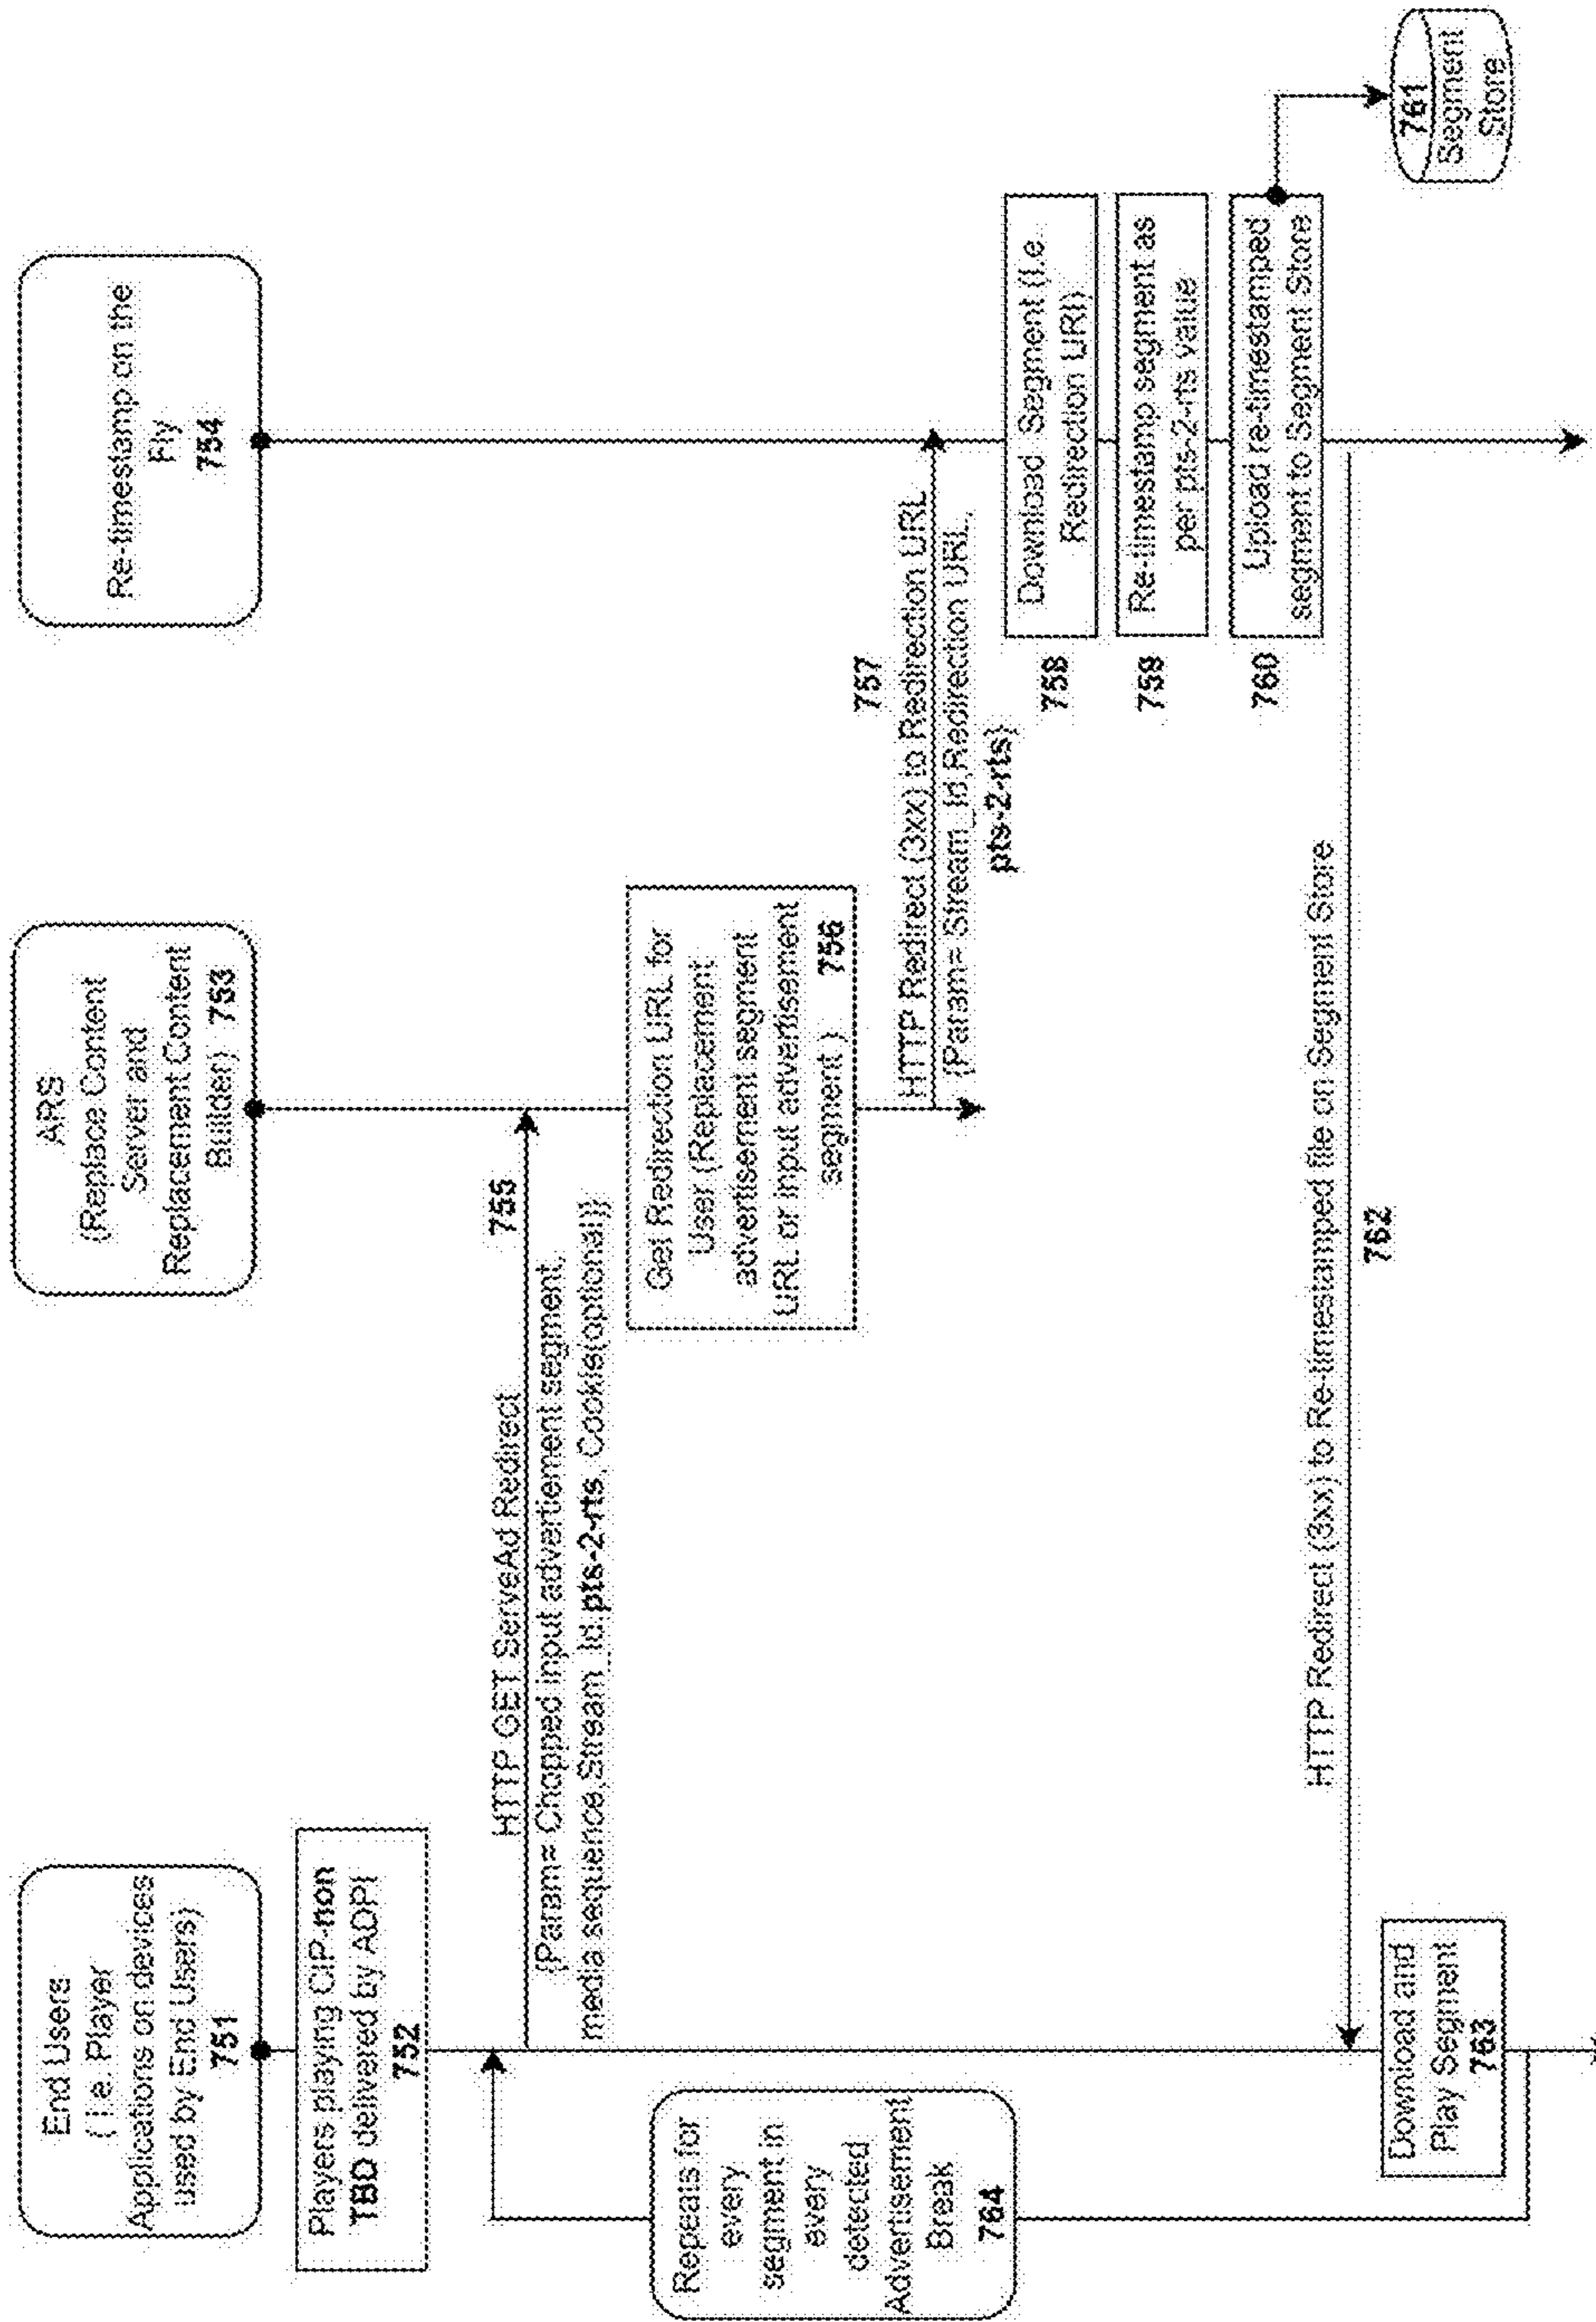 End Users
( i.e. Player
Applications on devices
used by End Users)
751
ARS
(Replace Content
Server and
Replacement Content
Builder) 753
Re-timestamp on the
Fly
754
Players playing CIP-non
TBD delivered by ADPI
752
755
HTTP GET ServeAd Redirect
(Param= Chopped input advertiement segment,
media sequence,Stream_Id,pts-2-rts, Cookie(optional))
Get Redirection URL for
User (Replacement
advertisement segment
URL or input advertisement
segment ) 756
757
HTTP Redirect (3xx) to Redirection URL
(Param= Stream_Id,Redirection URL,
pts-2-rts)
758
Download Segment (i.e
Redirection URI)
759
Re-timestamp segment as
per pts-2-rts value
760
Upload re-timestamped
segment to Segment Store
761
Segment
Store
HTTP Redirect (3xx) to Re-timestamped file on Segment Store
762
Download and
Play Segment
763
Repeats for
every
segment in
every
detected
Advertisement
Break
764